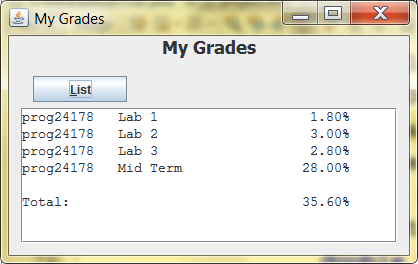 My Grades
My Grades
List
prog24178   Lab 1                   1.80%
prog24178   Lab 2                   3.00%
prog24178   Lab 3                   2.80%
prog24178   Mid Term               28.00%
Total:                             35.60%